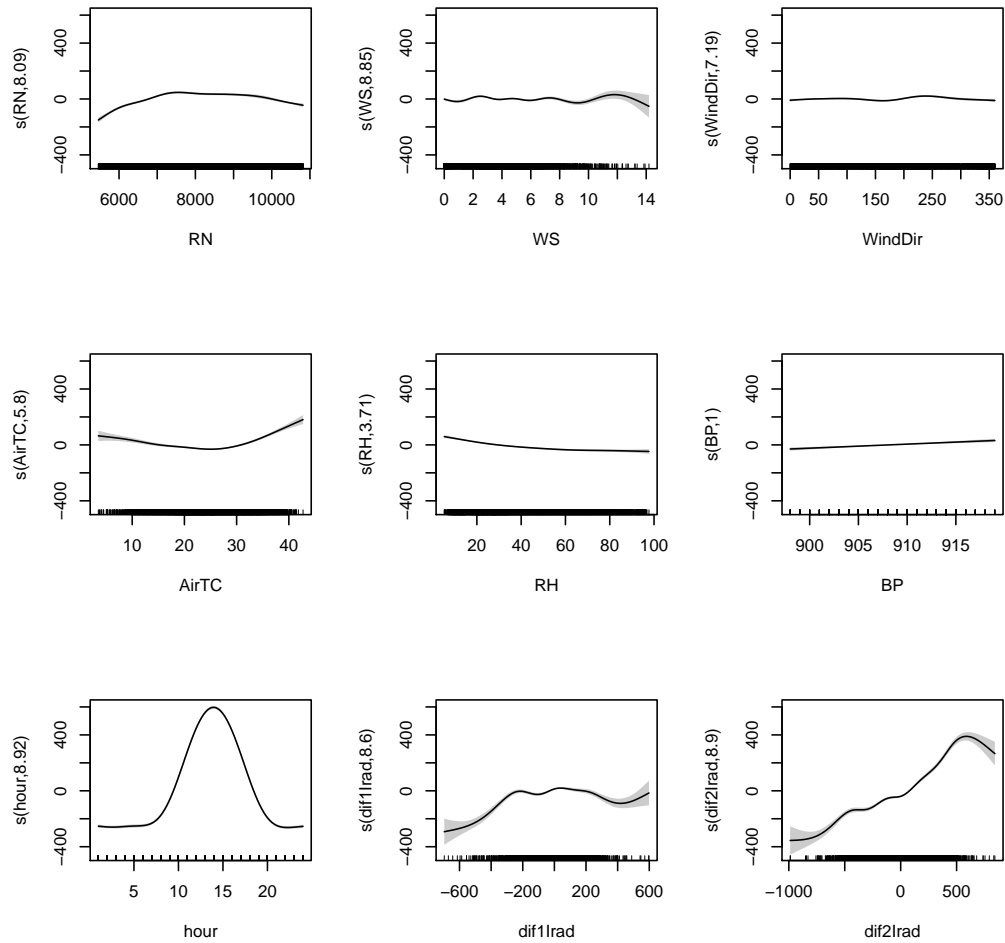 s(RN,8.09)
400
0
−400
6000 8000 10000
RN
s(WS,8.85)
400
0
−400
0 2 4 6 8 10 14
WS
s(WindDir,7.19)
400
0
−400
0 50 150 250 350
WindDir
s(AirTC,5.8)
400
0
−400
10 20 30 40
AirTC
s(RH,3.71)
400
0
−400
20 40 60 80 100
RH
s(BP,1)
400
0
−400
900 905 910 915
BP
s(hour,8.92)
400
0
−400
5 10 15 20
hour
s(dif1Irad,8.6)
400
0
−400
−600 −200 200 600
dif1Irad
s(dif2Irad,8.9)
400
0
−400
−1000 0 500
dif2Irad